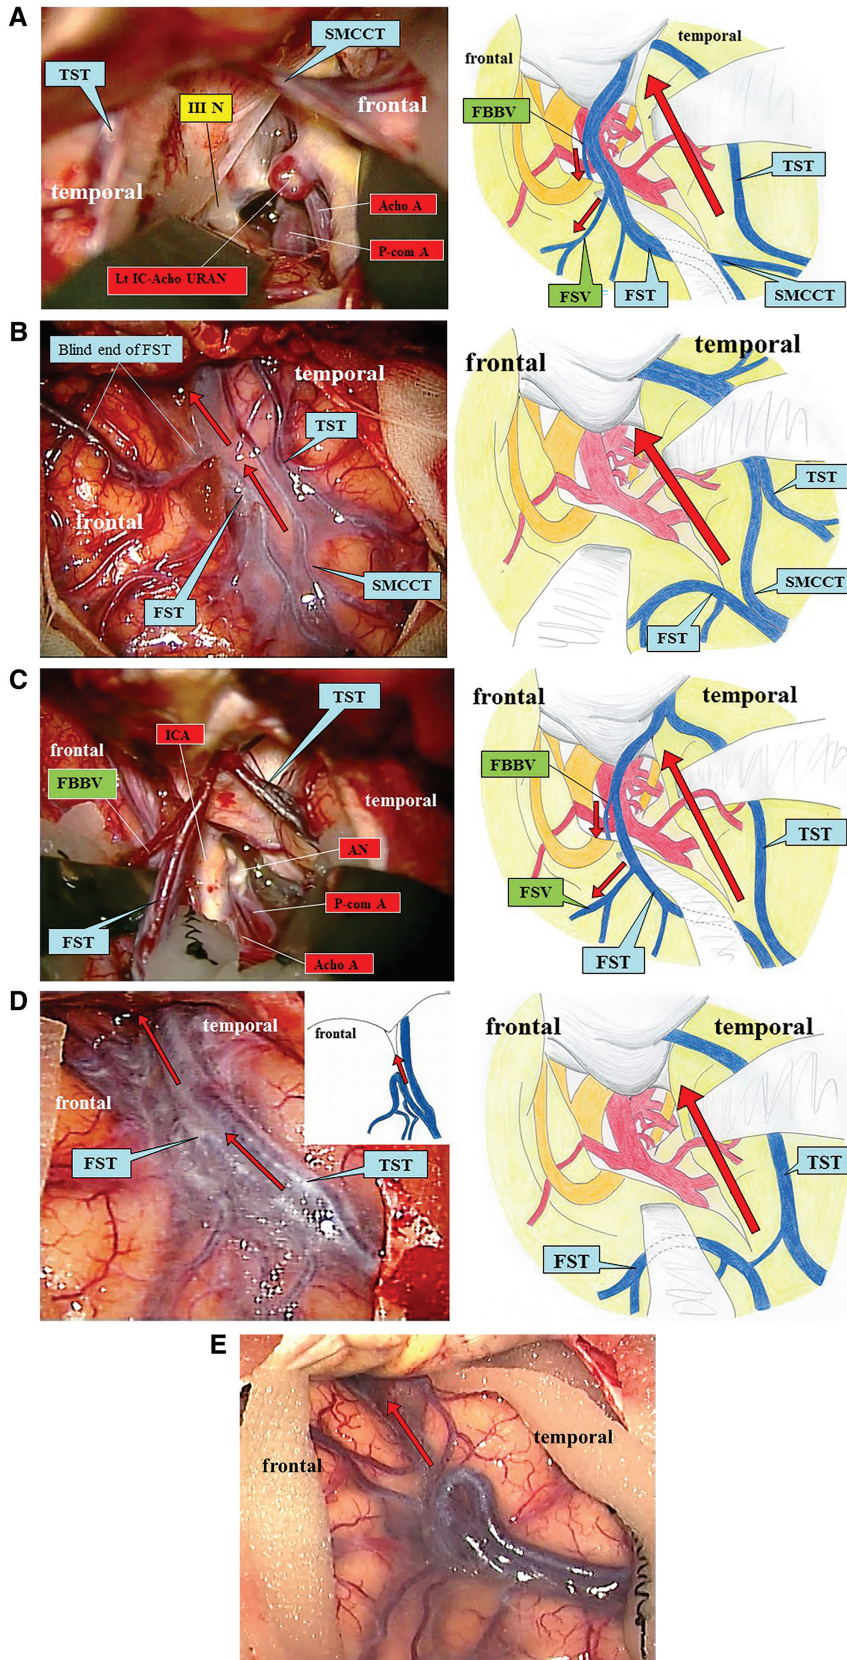 A
SMCCT
TST
III N
frontal
temporal
Acho A
P-com A
Lt IC-Acho URAN
frontal
temporal
FBBV
TST
FSV
FST
SMCCT
B
Blind end of FST
temporal
TST
frontal
SMCCT
FST
frontal
temporal
TST
SMCCT
FST
C
TST
frontal
ICA
FBBV
temporal
AN
P-com A
FST
Acho A
frontal
temporal
FBBV
TST
FSV
FST
D
temporal
frontal
frontal
FST
TST
frontal
temporal
TST
FST
E
temporal
frontal